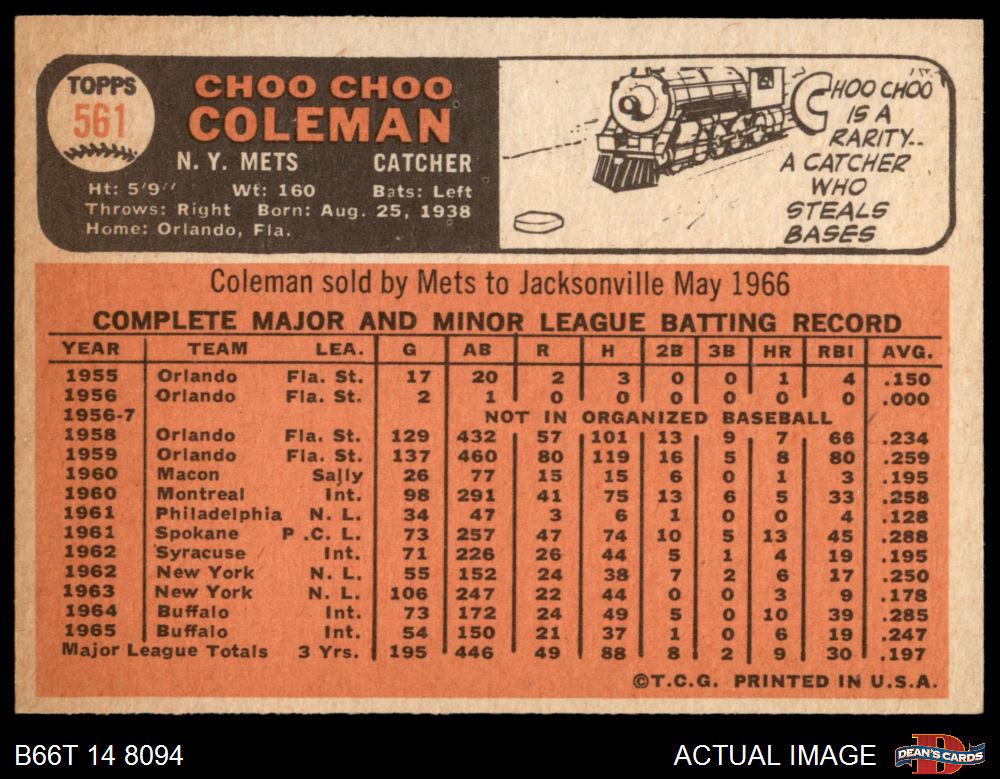 TOPPS
561
CHOO CHOO
COLEMAN
N. Y. METS CATCHER
Ht: 5'9" Wt: 160 Bats: Left
Throws: Right Born: Aug. 25, 1938
Home: Orlando, Fla.
CHOO CHOO
IS A
RARITY--
A CATCHER
WHO
STEALS
BASES
Coleman sold by Mets to Jacksonville May 1966
COMPLETE MAJOR AND MINOR LEAGUE BATTING RECORD
YEAR TEAM LEA. G AB R H 2B 3B HR RBI AVG.
1955 Orlando Fla. St. 17 20 2 3 0 0 1 4 .150
1956 Orlando Fla. St. 2 1 0 0 0 0 0 0 .000
1956-7 NOT IN ORGANIZED BASEBALL
1958 Orlando Fla. St. 129 432 57 101 13 9 7 66 .234
1959 Orlando Fla. St. 137 460 80 119 16 5 8 80 .259
1960 Macon Sally 26 77 15 15 6 0 1 3 .195
1960 Montreal Int. 98 291 41 75 13 6 5 33 .258
1961 Philadelphia N. L. 34 47 3 6 1 0 0 4 .128
1961 Spokane P .C. L. 73 257 47 74 10 5 13 45 .288
1962 Syracuse Int. 71 226 26 44 5 1 4 19 .195
1962 New York N. L. 55 152 24 38 7 2 6 17 .250
1963 New York N. L. 106 247 22 44 0 0 3 9 .178
1964 Buffalo Int. 73 172 24 49 5 0 10 39 .285
1965 Buffalo Int. 54 150 21 37 1 0 6 19 .247
Major League Totals 3 Yrs. 195 446 49 88 8 2 9 30 .197
©T.C.G. PRINTED IN U.S.A.
B66T 14 8094 ACTUAL IMAGE DEAN'S CARDS